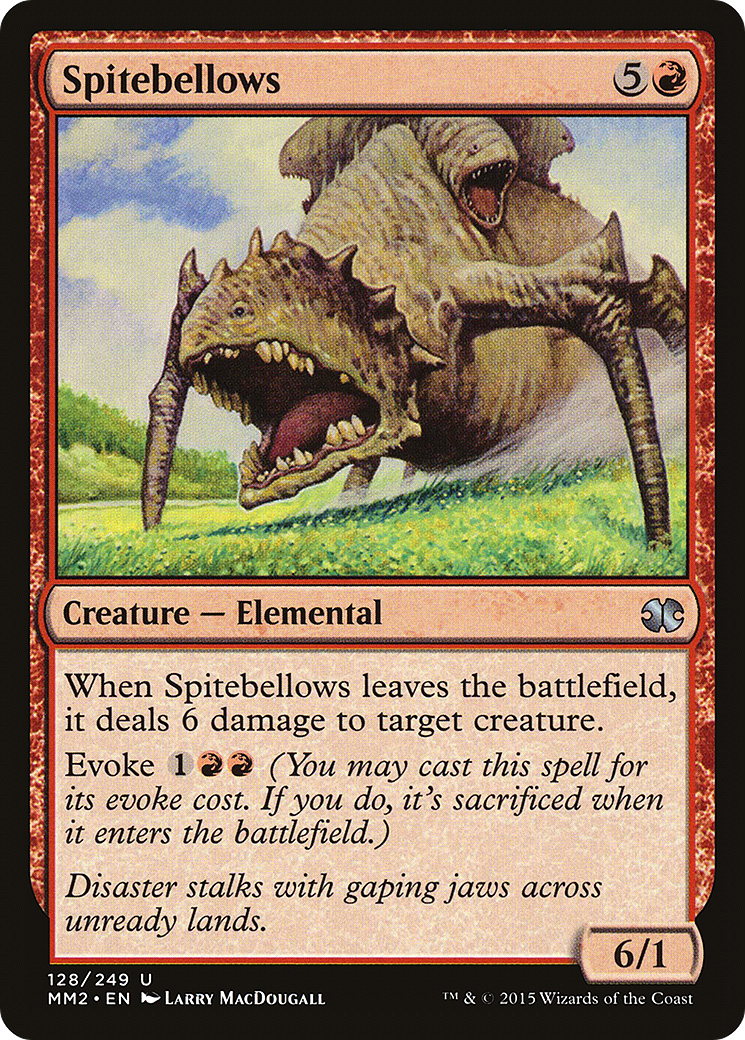 Spitebellows 5
Creature — Elemental
When Spitebellows leaves the battlefield,
it deals 6 damage to target creature.
Evoke 1 (You may cast this spell for
its evoke cost. If you do, it's sacrificed when
it enters the battlefield.)
Disaster stalks with gaping jaws across
unready lands.
6/1
128/249 U
MM2 • EN Larry MacDougall
™ & © 2015 Wizards of the Coast